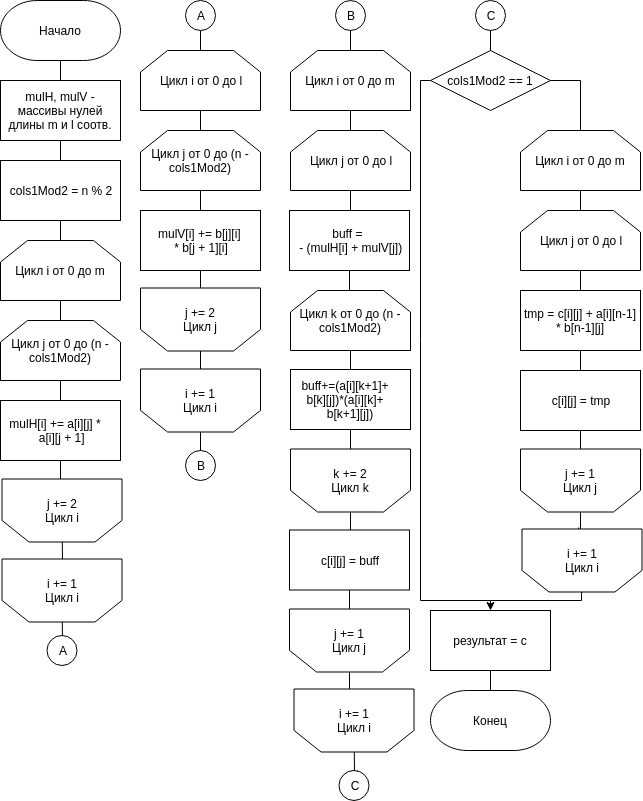 Начало
mulH, mulV -
массивы нулей
длины m и l соотв.
cols1Mod2 = n % 2
Цикл i от 0 до m
Цикл j от 0 до (n -
cols1Mod2)
mulH[i] += a[i][j] *
a[i][j + 1]
j += 2
Цикл i
i += 1
Цикл i
A
A
Цикл i от 0 до l
Цикл j от 0 до (n -
cols1Mod2)
mulV[i] += b[j][i]
* b[j + 1][i]
j += 2
Цикл j
i += 1
Цикл i
B
B
Цикл i от 0 до m
Цикл j от 0 до l
buff =
- (mulH[i] + mulV[j])
Цикл k от 0 до (n -
cols1Mod2)
buff+=(a[i][k+1]+
b[k][j])*(a[i][k]+
b[k+1][j])
k += 2
Цикл k
c[i][j] = buff
j += 1
Цикл j
i += 1
Цикл i
C
C
cols1Mod2 == 1
Цикл i от 0 до m
Цикл j от 0 до l
tmp = c[i][j] + a[i][n-1]
* b[n-1][j]
c[i][j] = tmp
j += 1
Цикл j
i += 1
Цикл i
результат = c
Конец